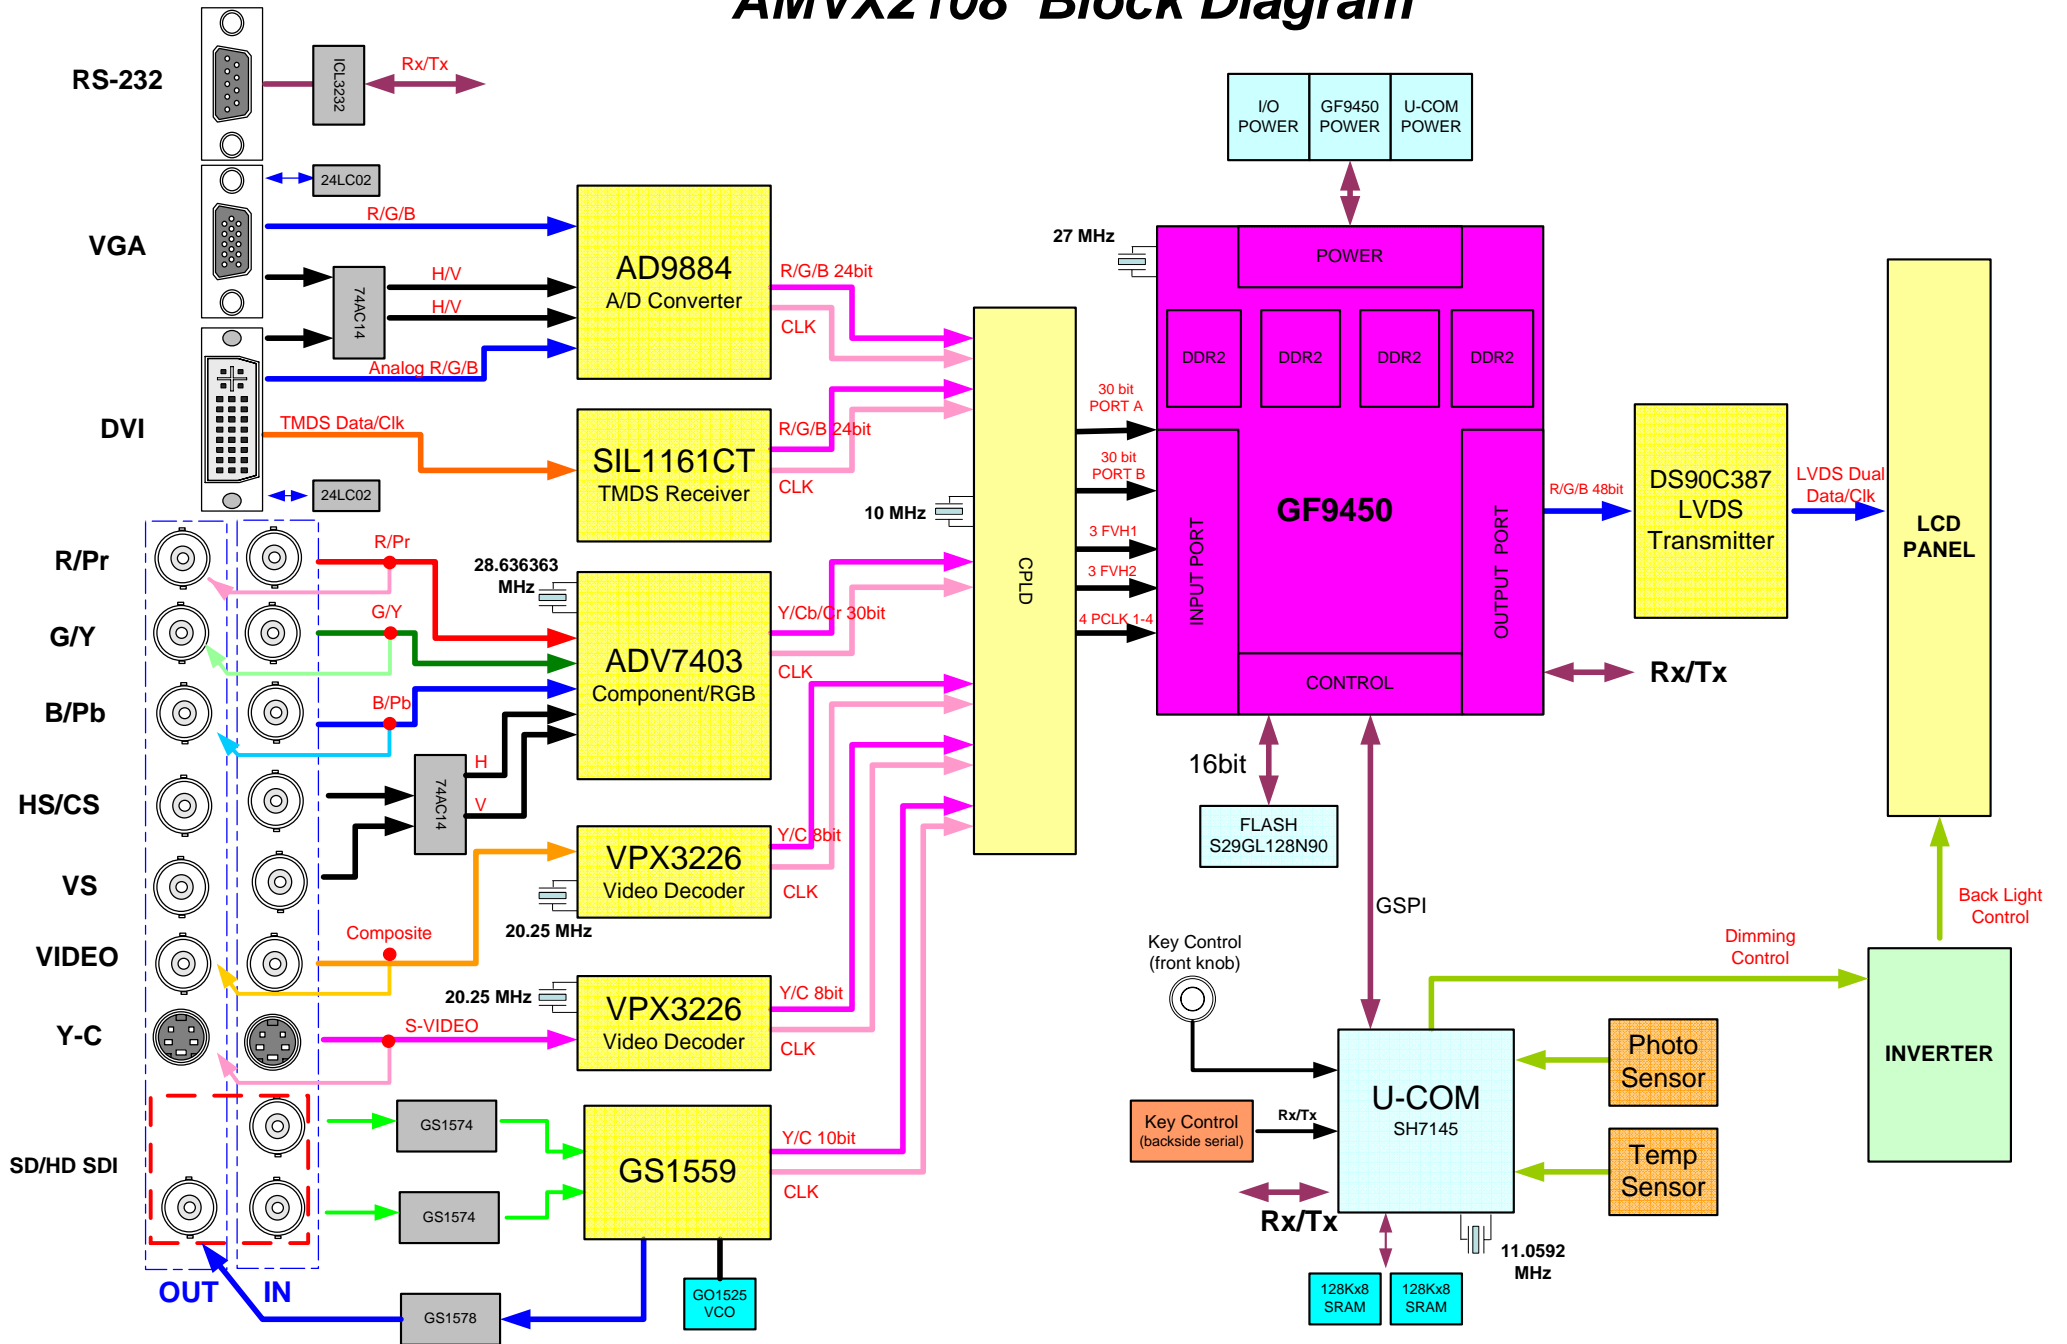 AMVX2108 Block Diagram
RS-232
ICL3232
Rx/Tx
24LC02
VGA
R/G/B
H/V
H/V
74AC14
Analog R/G/B
DVI
TMDS Data/Clk
24LC02
AD9884
A/D Converter
R/G/B 24bit
CLK
SIL1161CT
TMDS Receiver
R/G/B 24bit
CLK
R/Pr
R/Pr
G/Y
G/Y
B/Pb
B/Pb
28.636363
MHz
ADV7403
Component/RGB
Y/Cb/Cr 30bit
CLK
HS/CS
VS
74AC14
H
V
VIDEO
Composite
VPX3226
Video Decoder
20.25 MHz
Y/C 8bit
CLK
Y-C
S-VIDEO
20.25 MHz
VPX3226
Video Decoder
Y/C 8bit
CLK
SD/HD SDI
GS1574
GS1574
GS1559
Y/C 10bit
CLK
OUT
IN
GS1578
GO1525
VCO
10 MHz
CPLD
30 bit
PORT A
30 bit
PORT B
3 FVH1
3 FVH2
4 PCLK 1-4
I/O
POWER
GF9450
POWER
U-COM
POWER
27 MHz
POWER
DDR2
DDR2
DDR2
DDR2
GF9450
INPUT PORT
OUTPUT PORT
CONTROL
R/G/B 48bit
DS90C387
LVDS
Transmitter
LVDS Dual
Data/Clk
LCD
PANEL
Rx/Tx
16bit
FLASH
S29GL128N90
GSPI
Key Control
(front knob)
Key Control
(backside serial)
Rx/Tx
U-COM
SH7145
Rx/Tx
11.0592
MHz
128Kx8
SRAM
128Kx8
SRAM
Photo
Sensor
Temp
Sensor
Dimming
Control
Back Light
Control
INVERTER